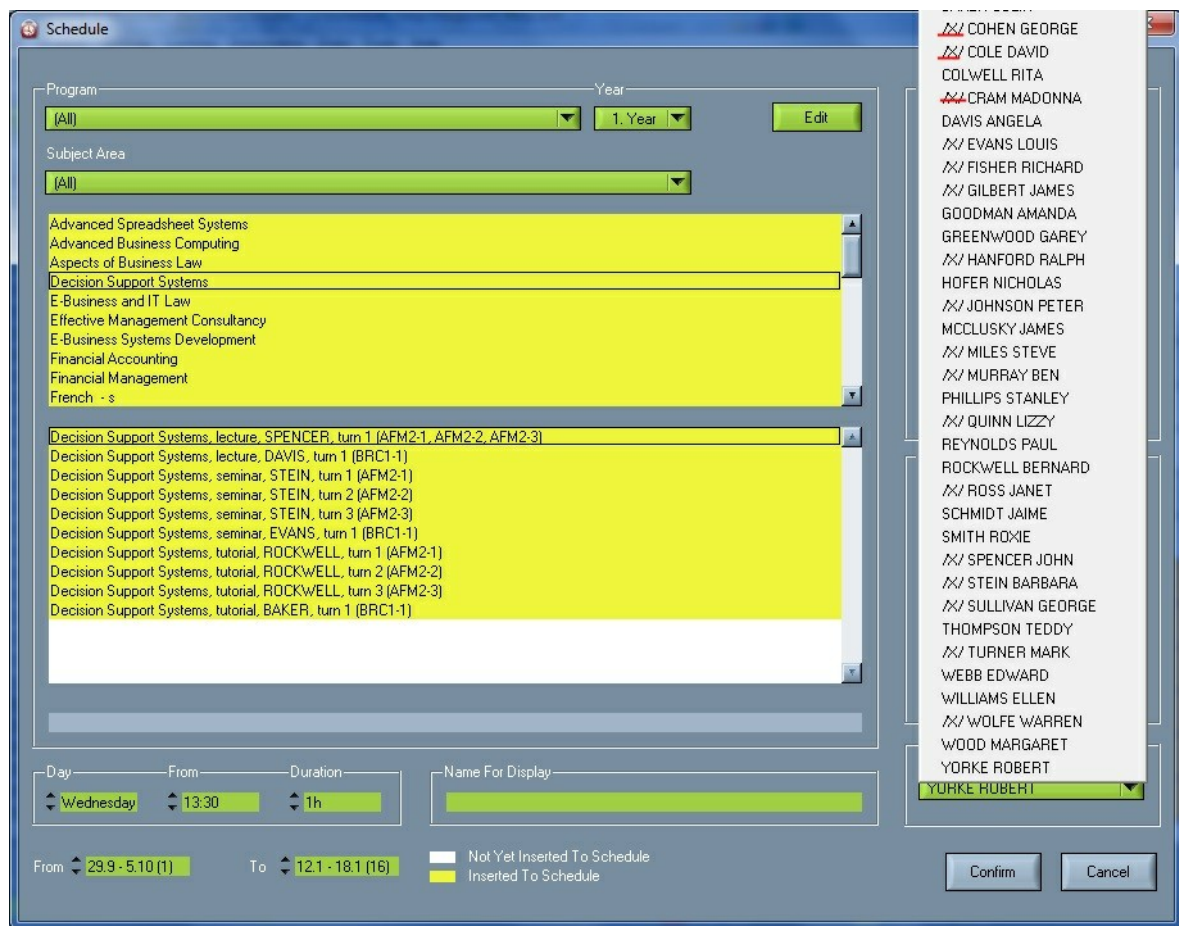 Schedule
Program
Year
(All)
1. Year
Edit
Subject Area
(All)
Advanced Spreadsheet Systems
Advanced Business Computing
Aspects of Business Law
Decision Support Systems
E-Business and IT Law
Effective Management Consultancy
E-Business Systems Development
Financial Accounting
Financial Management
French - s
Decision Support Systems, lecture, SPENCER, turn 1 (AFM2-1, AFM2-2, AFM2-3)
Decision Support Systems, lecture, DAVIS, turn 1 (BRC1-1)
Decision Support Systems, seminar, STEIN, turn 1 (AFM2-1)
Decision Support Systems, seminar, STEIN, turn 2 (AFM2-2)
Decision Support Systems, seminar, STEIN, turn 3 (AFM2-3)
Decision Support Systems, seminar, EVANS, turn 1 (BRC1-1)
Decision Support Systems, tutorial, ROCKWELL, turn 1 (AFM2-1)
Decision Support Systems, tutorial, ROCKWELL, turn 2 (AFM2-2)
Decision Support Systems, tutorial, ROCKWELL, turn 3 (AFM2-3)
Decision Support Systems, tutorial, BAKER, turn 1 (BRC1-1)
Day
From
Duration
Name For Display
Wednesday
13:30
1h
From 29.9 - 5.10 (1)
To 12.1 - 18.1 (16)
Not Yet Inserted To Schedule
Inserted To Schedule
/X/ COHEN GEORGE
/X/ COLE DAVID
COLWELL RITA
/X/ CRAM MADONNA
DAVIS ANGELA
/X/ EVANS LOUIS
/X/ FISHER RICHARD
/X/ GILBERT JAMES
GOODMAN AMANDA
GREENWOOD GAREY
/X/ HANFORD RALPH
HOFER NICHOLAS
/X/ JOHNSON PETER
MCCLUSKY JAMES
/X/ MILES STEVE
/X/ MURRAY BEN
PHILLIPS STANLEY
/X/ QUINN LIZZY
REYNOLDS PAUL
ROCKWELL BERNARD
/X/ ROSS JANET
SCHMIDT JAIME
SMITH ROXIE
/X/ SPENCER JOHN
/X/ STEIN BARBARA
/X/ SULLIVAN GEORGE
THOMPSON TEDDY
/X/ TURNER MARK
WEBB EDWARD
WILLIAMS ELLEN
/X/ WOLFE WARREN
WOOD MARGARET
YORKE ROBERT
YORKE ROBERT
Confirm
Cancel